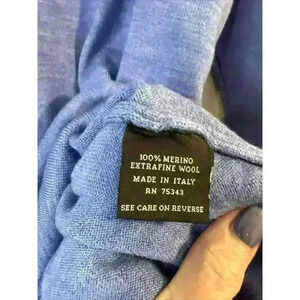 100% MERINO
EXTRAFINE WOOL
MADE IN ITALY
RN 75343
SEE CARE ON REVERSE